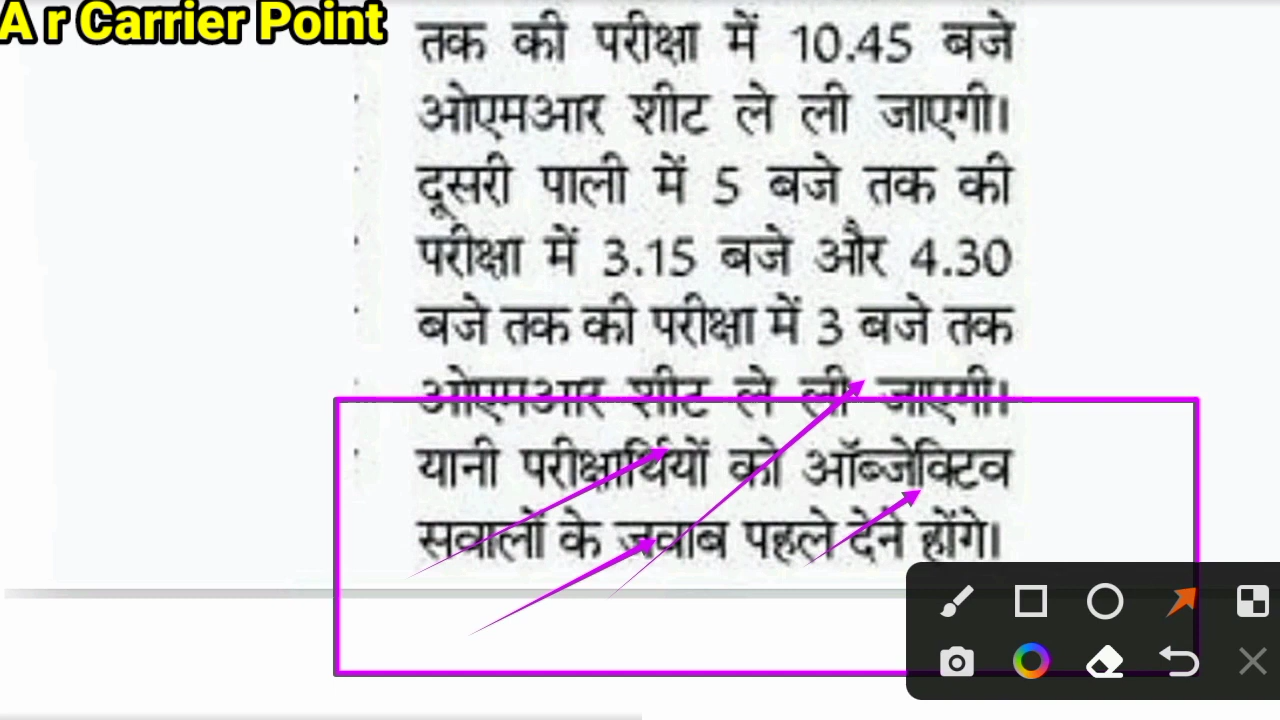 A r Carrier Point
तक की परीक्षा में 10.45 बजे
ओएमआर शीट ले ली जाएगी।
दूसरी पाली में 5 बजे तक की
परीक्षा में 3.15 बजे और 4.30
बजे तक की परीक्षा में 3 बजे तक
ओएमआर शीट ले ली जाएगी।
यानी परीक्षार्थियों को ऑब्जेक्टिव
सवालों के जवाब पहले देने होंगे।